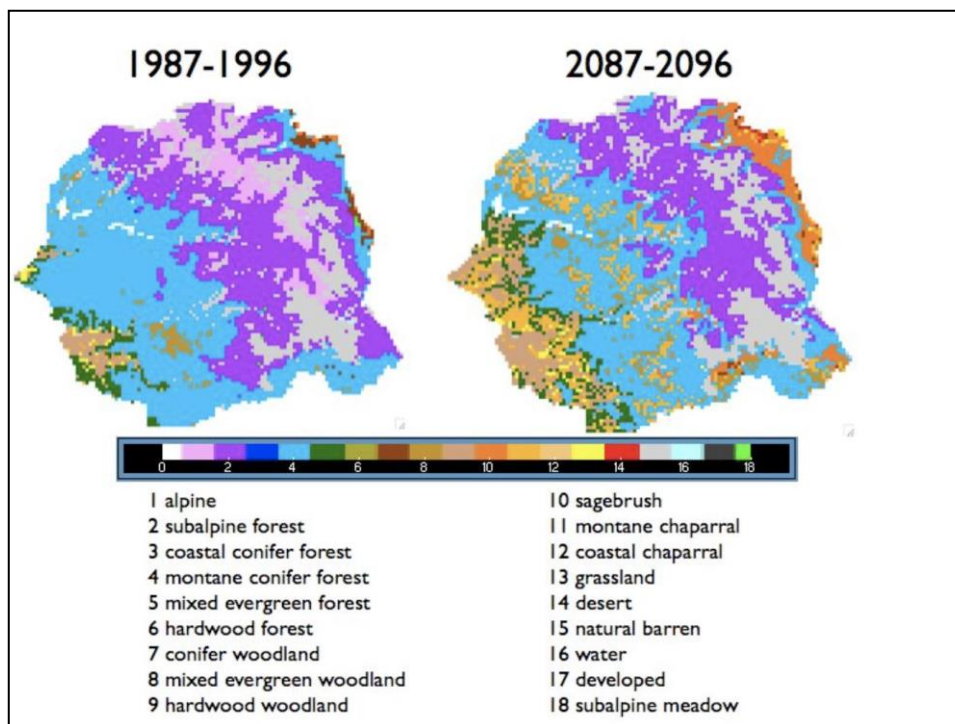 1987-1996
2087-2096
0 2 4 6 8 10 12 14 16 18
1 alpine
2 subalpine forest
3 coastal conifer forest
4 montane conifer forest
5 mixed evergreen forest
6 hardwood forest
7 conifer woodland
8 mixed evergreen woodland
9 hardwood woodland
10 sagebrush
11 montane chaparral
12 coastal chaparral
13 grassland
14 desert
15 natural barren
16 water
17 developed
18 subalpine meadow